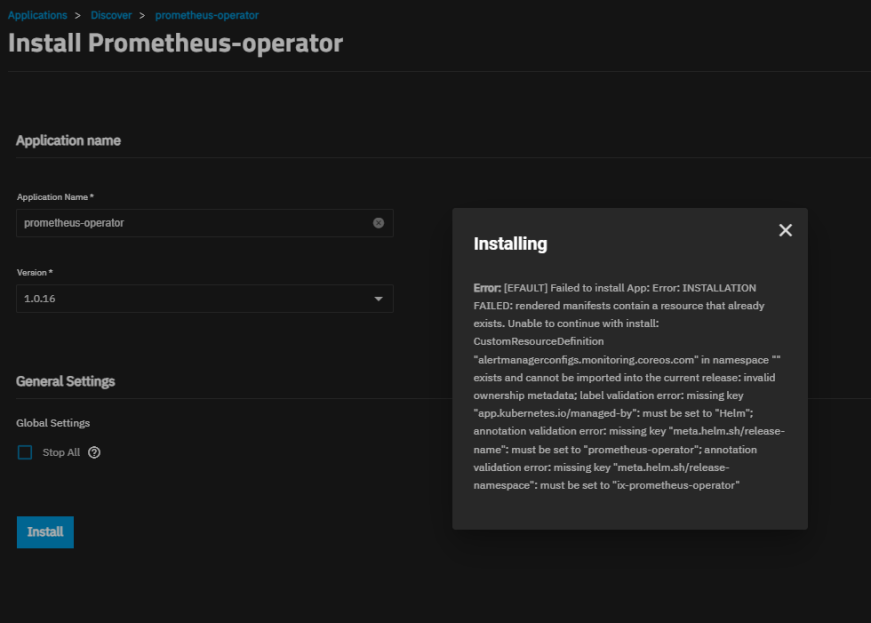 Applications > Discover > prometheus-operator
Install Prometheus-operator
Application name
Application Name *
prometheus-operator
Version *
1.0.16
General Settings
Global Settings
Stop All
Install
Installing
Error: [EFAULT] Failed to install App: Error: INSTALLATION
FAILED: rendered manifests contain a resource that already
exists. Unable to continue with install:
CustomResourceDefinition
"alertmanagerconfigs.monitoring.coreos.com" in namespace ""
exists and cannot be imported into the current release: invalid
ownership metadata; label validation error: missing key
"app.kubernetes.io/managed-by": must be set to "Helm";
annotation validation error: missing key "meta.helm.sh/release-
name": must be set to "prometheus-operator"; annotation
validation error: missing key "meta.helm.sh/release-
namespace": must be set to "ix-prometheus-operator"